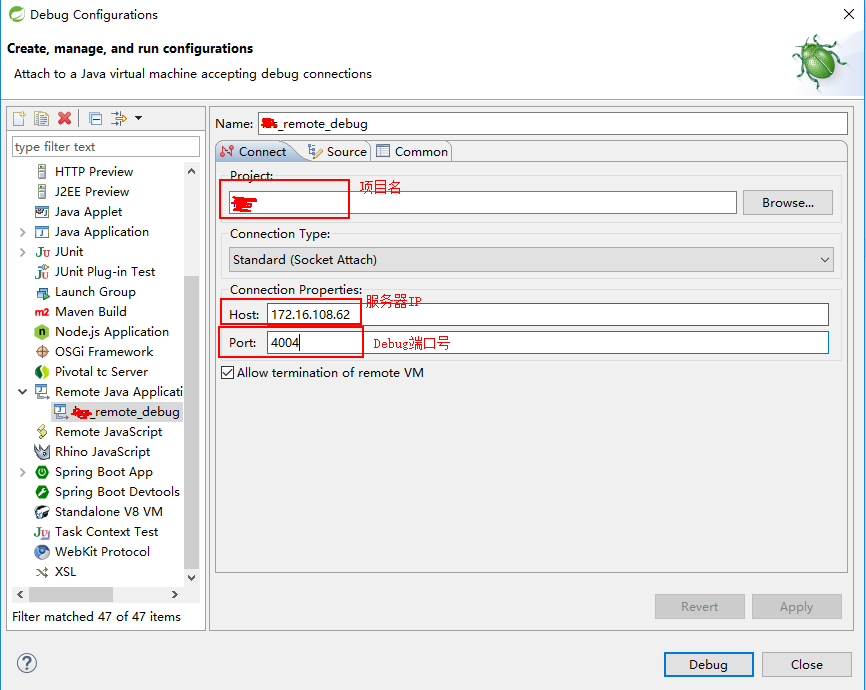 Debug Configurations
Create, manage, and run configurations
Attach to a Java virtual machine accepting debug connections
type filter text
HTTP Preview
J2EE Preview
Java Applet
Java Application
JUnit
JUnit Plug-in Test
Launch Group
Maven Build
Node.js Application
OSGi Framework
Pivotal tc Server
Remote Java Applicati
_remote_debug
Remote JavaScript
Rhino JavaScript
Spring Boot App
Spring Boot Devtools
Standalone V8 VM
Task Context Test
WebKit Protocol
XSL
Filter matched 47 of 47 items
Name: _remote_debug
Connect Source Common
Project:
项目名
Browse...
Connection Type:
Standard (Socket Attach)
Connection Properties:
服务器IP
Host: 172.16.108.62
Port: 4004 Debug端口号
Allow termination of remote VM
Revert Apply
Debug Close